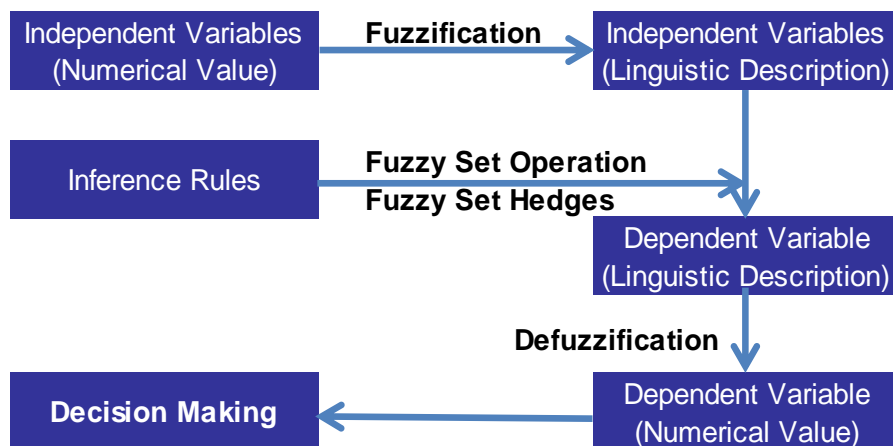 Independent Variables
(Numerical Value)
Fuzzification
Independent Variables
(Linguistic Description)
Inference Rules
Fuzzy Set Operation
Fuzzy Set Hedges
Dependent Variable
(Linguistic Description)
Defuzzification
Decision Making
Dependent Variable
(Numerical Value)